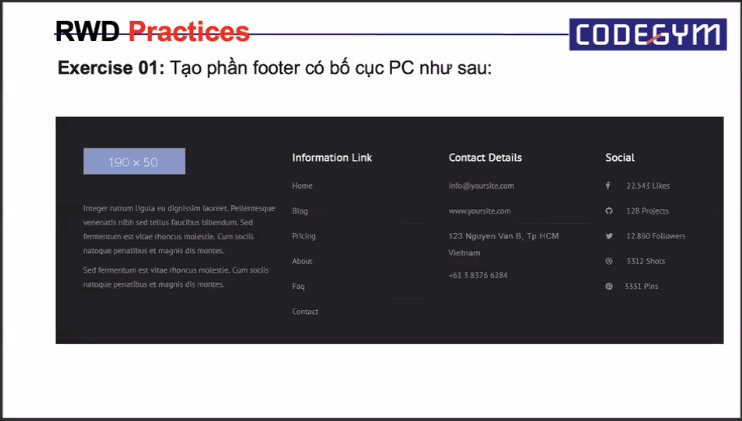 RWD Practices
CODEGYM
Exercise 01: Tạo phần footer có bố cục PC như sau:
190 × 50
Integer rutrum ligula eu dignissim laoreet. Pellentesque
venenatis nibh sed tellus faucibus bibendum. Sed
fermentum est vitae rhoncus molestie. Cum sociis
natoque penatibus et magnis dis montes.
Sed fermentum est vitae rhoncus molestie. Cum sociis
natoque penatibus et magnis dis montes.
Information Link
Home
Blog
Pricing
About
Faq
Contact
Contact Details
info@yoursite.com
www.yoursite.com
123 Nguyen Van B, Tp HCM
Vietnam
+61 3 8376 6284
Social
22.543 Likes
128 Projects
12.860 Followers
3312 Shots
3331 Pins